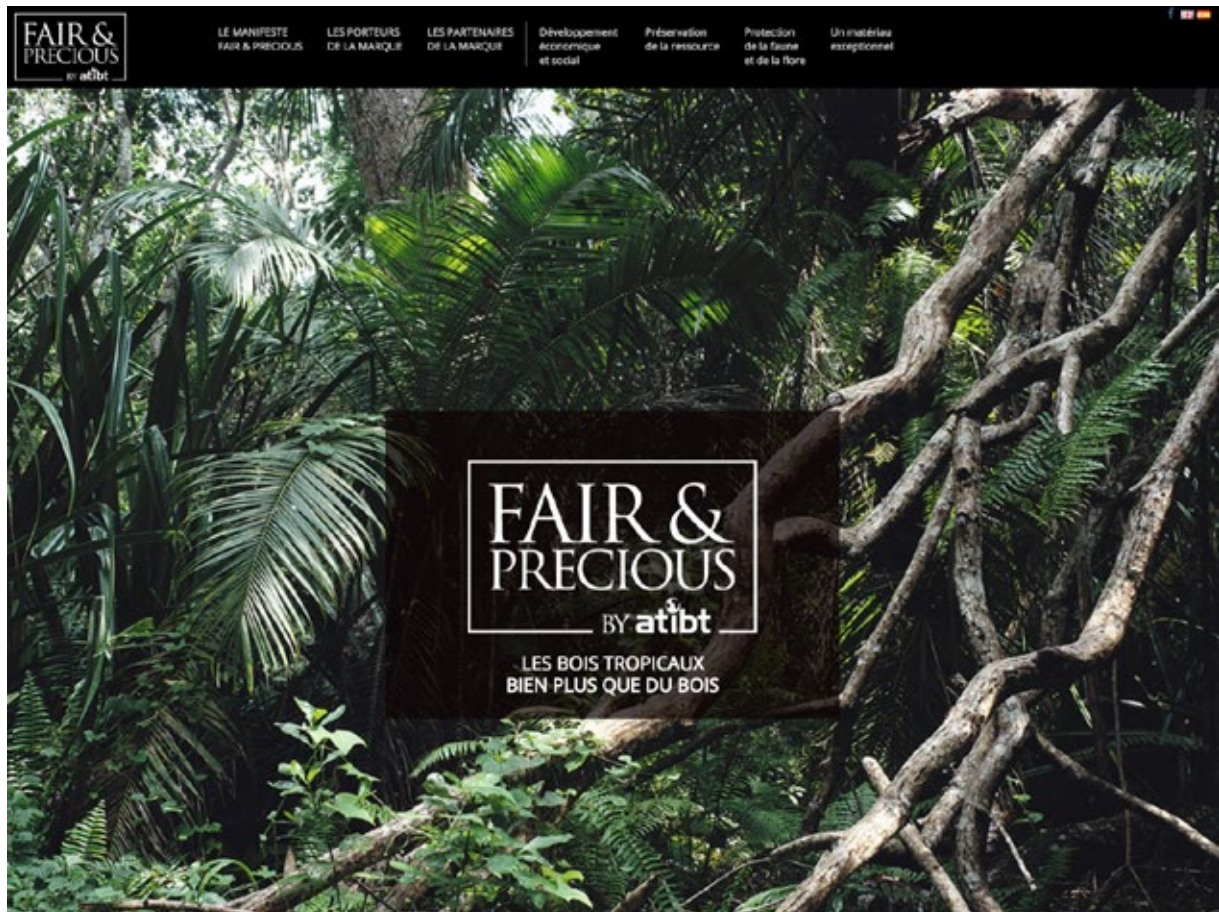 FAIR &
PRECIOUS
BY atibt
LE MANIFESTE
FAIR & PRECIOUS
LES PORTEURS
DE LA MARQUE
LES PARTENAIRES
DE LA MARQUE
Développement
économique
et social
Préservation
de la ressource
Protection
de la faune
et de la flore
Un matériau
exceptionnel
f
FAIR &
PRECIOUS
BY atibt
LES BOIS TROPICAUX
BIEN PLUS QUE DU BOIS